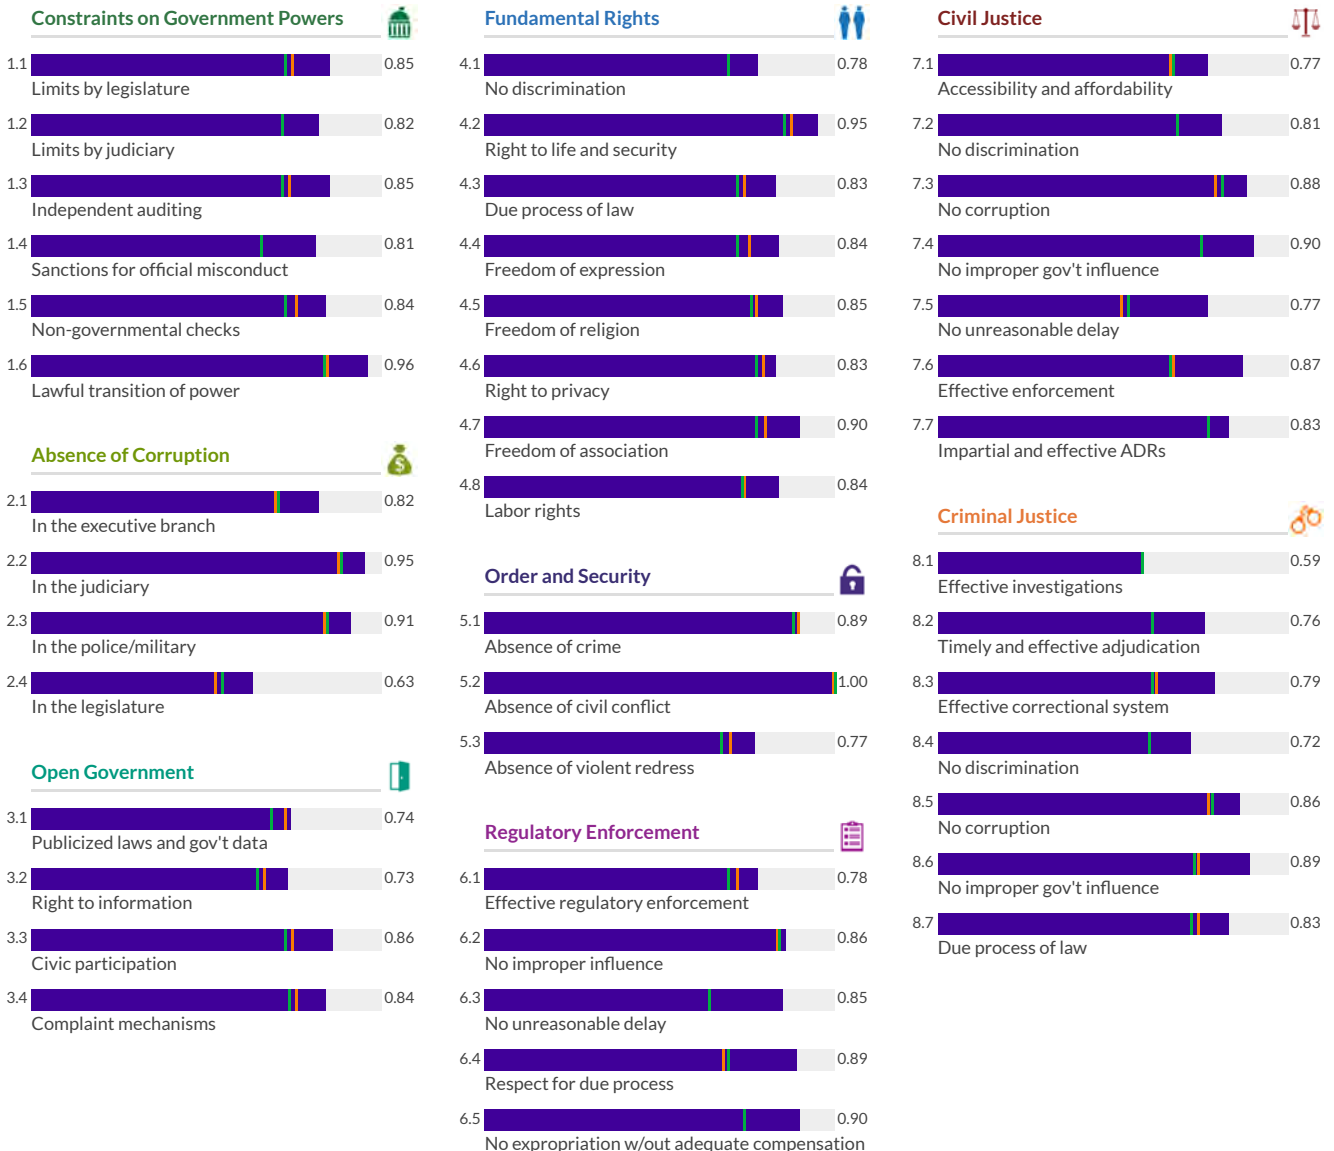 Constraints on Government Powers
1.1 0.85
Limits by legislature
1.2 0.82
Limits by judiciary
1.3 0.85
Independent auditing
1.4 0.81
Sanctions for official misconduct
1.5 0.84
Non-governmental checks
1.6 0.96
Lawful transition of power
Absence of Corruption
$
2.1 0.82
In the executive branch
2.2 0.95
In the judiciary
2.3 0.91
In the police/military
2.4 0.63
In the legislature
Open Government
3.1 0.74
Publicized laws and gov't data
3.2 0.73
Right to information
3.3 0.86
Civic participation
3.4 0.84
Complaint mechanisms
Fundamental Rights
4.1 0.78
No discrimination
4.2 0.95
Right to life and security
4.3 0.83
Due process of law
4.4 0.84
Freedom of expression
4.5 0.85
Freedom of religion
4.6 0.83
Right to privacy
4.7 0.90
Freedom of association
4.8 0.84
Labor rights
Order and Security
5.1 0.89
Absence of crime
5.2 1.00
Absence of civil conflict
5.3 0.77
Absence of violent redress
Regulatory Enforcement
6.1 0.78
Effective regulatory enforcement
6.2 0.86
No improper influence
6.3 0.85
No unreasonable delay
6.4 0.89
Respect for due process
6.5 0.90
No expropriation w/out adequate compensation
Civil Justice
7.1 0.77
Accessibility and affordability
7.2 0.81
No discrimination
7.3 0.88
No corruption
7.4 0.90
No improper gov't influence
7.5 0.77
No unreasonable delay
7.6 0.87
Effective enforcement
7.7 0.83
Impartial and effective ADRs
Criminal Justice
8.1 0.59
Effective investigations
8.2 0.76
Timely and effective adjudication
8.3 0.79
Effective correctional system
8.4 0.72
No discrimination
8.5 0.86
No corruption
8.6 0.89
No improper gov't influence
8.7 0.83
Due process of law